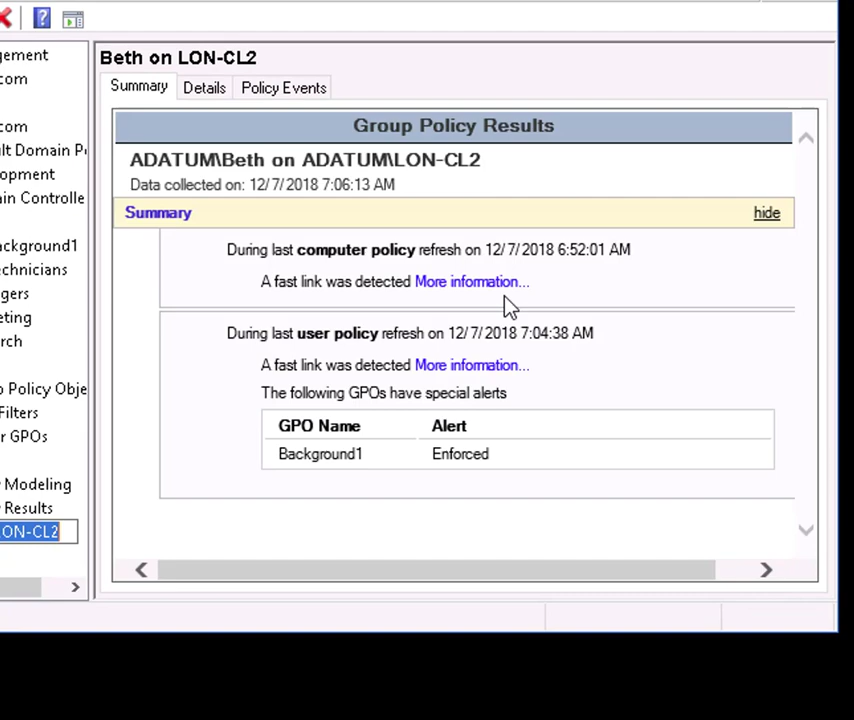 gement
com
com
ult Domain P
opment
ain Controlle
ackground1
echnicians
gers
eting
rch
p Policy Obje
Filters
r GPOs
y Modeling
y Results
LON-CL2
Beth on LON-CL2
Summary Details Policy Events
Group Policy Results
ADATUM\Beth on ADATUM\LON-CL2
Data collected on: 12/7/2018 7:06:13 AM
Summary hide
During last computer policy refresh on 12/7/2018 6:52:01 AM
A fast link was detected More information...
During last user policy refresh on 12/7/2018 7:04:38 AM
A fast link was detected More information...
The following GPOs have special alerts
GPO Name Alert
Background1 Enforced